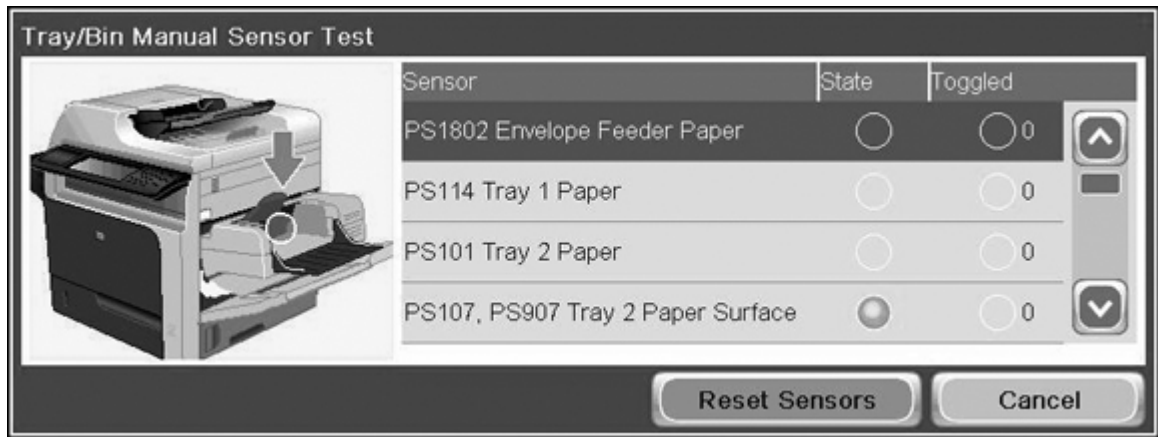 Tray/Bin Manual Sensor Test
Sensor State Toggled
PS1802 Envelope Feeder Paper 0
PS114 Tray 1 Paper 0
PS101 Tray 2 Paper 0
PS107, PS907 Tray 2 Paper Surface 0
Reset Sensors Cancel